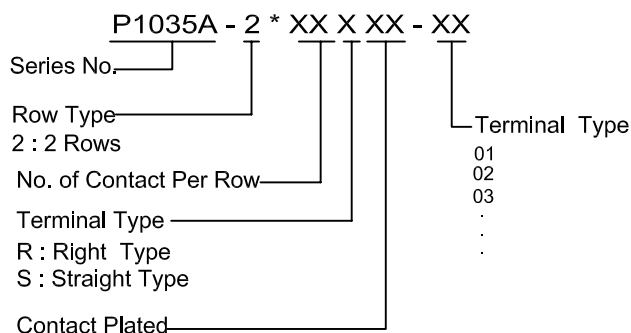 P1035A - 2 * XX X XX - XX
Series No.
Row Type
2 : 2 Rows
No. of Contact Per Row
Terminal Type
R : Right Type
S : Straight Type
Contact Plated
Terminal Type
01
02
03
.
.
.